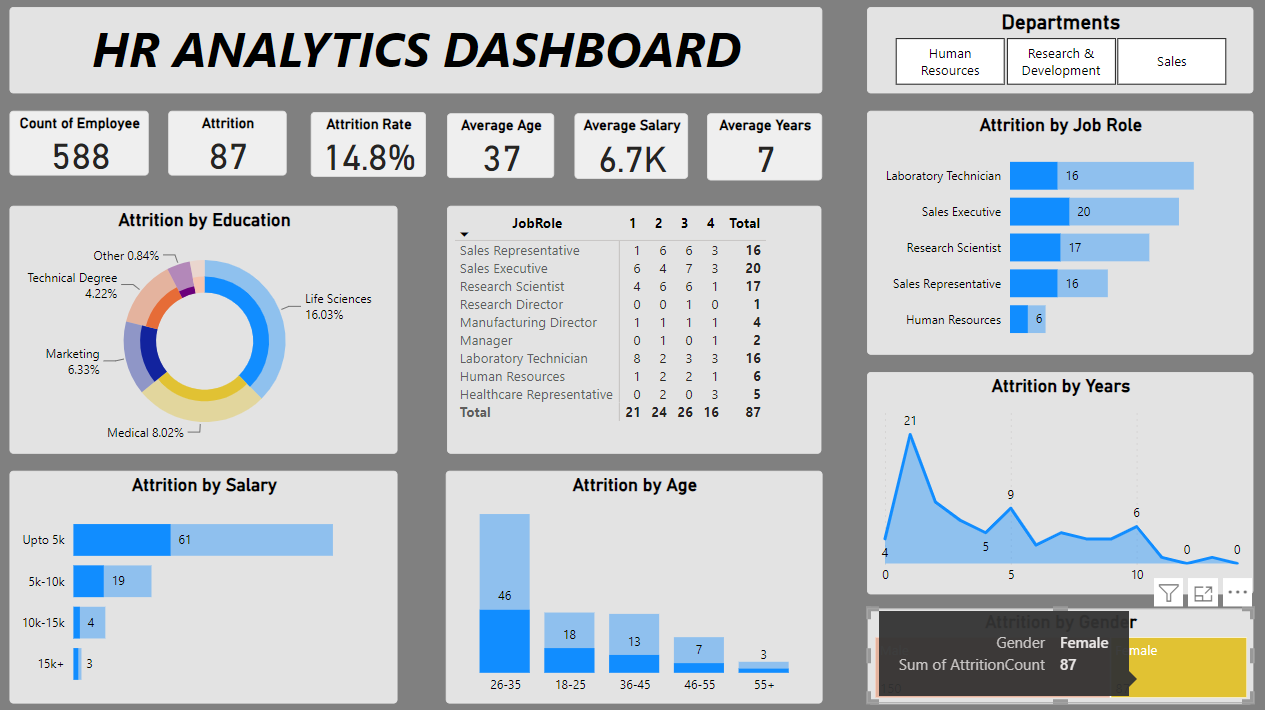 HR ANALYTICS DASHBOARD
Departments
Human
Resources
Research &
Development
Sales
Count of Employee
588
Attrition
87
Attrition Rate
14.8%
Average Age
37
Average Salary
6.7K
Average Years
7
Attrition by Education
Other 0.84%
Technical Degree
4.22%
Life Sciences
16.03%
Marketing
6.33%
Medical 8.02%
JobRole 1 2 3 4 Total
Sales Representative 1 6 6 3 16
Sales Executive 6 4 7 3 20
Research Scientist 4 6 6 1 17
Research Director 0 0 1 0 1
Manufacturing Director 1 1 1 1 4
Manager 0 1 0 1 2
Laboratory Technician 8 2 3 3 16
Human Resources 1 2 2 1 6
Healthcare Representative 0 2 0 3 5
Total 21 24 26 16 87
Attrition by Job Role
Laboratory Technician 16
Sales Executive 20
Research Scientist 17
Sales Representative 16
Human Resources 6
Attrition by Salary
Upto 5k 61
5k-10k 19
10k-15k 4
15k+ 3
Attrition by Age
46
18
13
7
3
26-35 18-25 36-45 46-55 55+
Attrition by Years
21
9
6
5
4
0
0
0 5 10
Attrition by Gender
male
Gender Female
Sum of AttritionCount 87